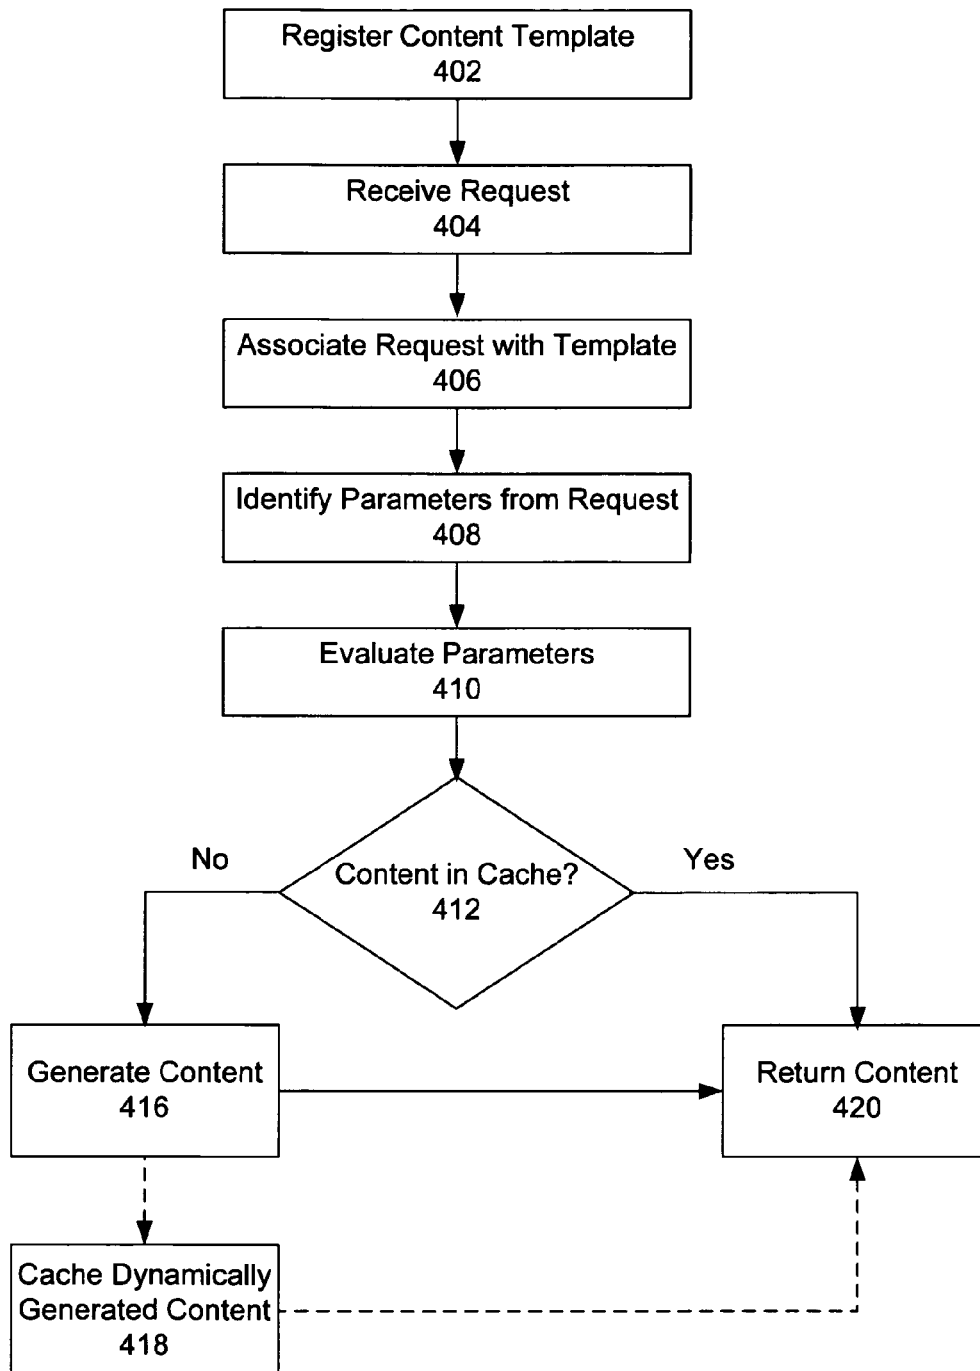 Register Content Template
402
Receive Request
404
Associate Request with Template
406
Identify Parameters from Request
408
Evaluate Parameters
410
No
Yes
Content in Cache?
412
Generate Content
416
Return Content
420
Cache Dynamically
Generated Content
418